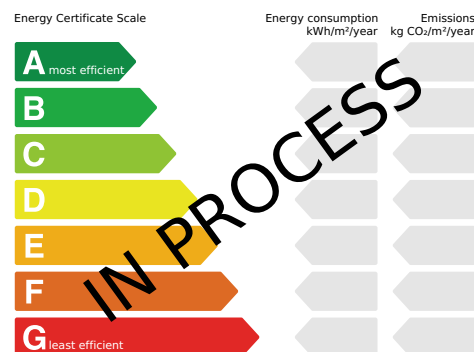 Energy Certificate Scale
Energy consumption
kWh/m²/year
Emissions
kg CO₂/m²/year
A most efficient
B
C
D
E
F
G least efficient
IN PROCESS